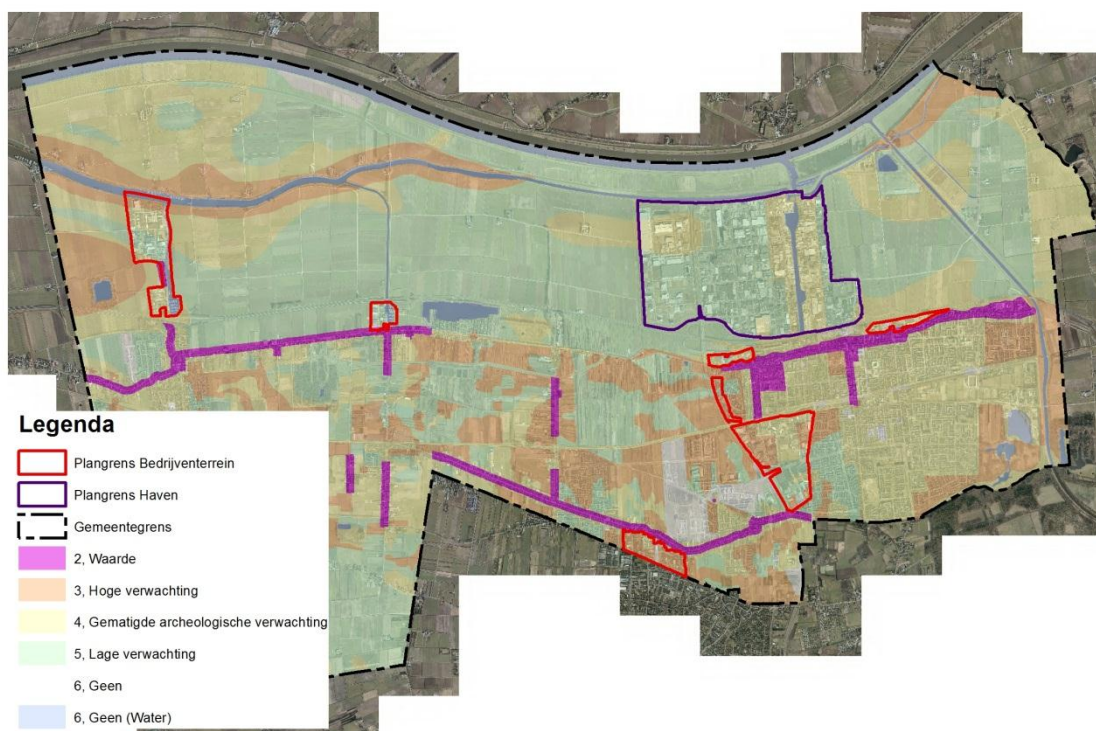 Legenda
Plangrens Bedrijventerrein
Plangrens Haven
Gemeentegrens
2, Waarde
3, Hoge verwachting
4, Gematigde archeologische verwachting
5, Lage verwachting
6, Geen
6, Geen (Water)